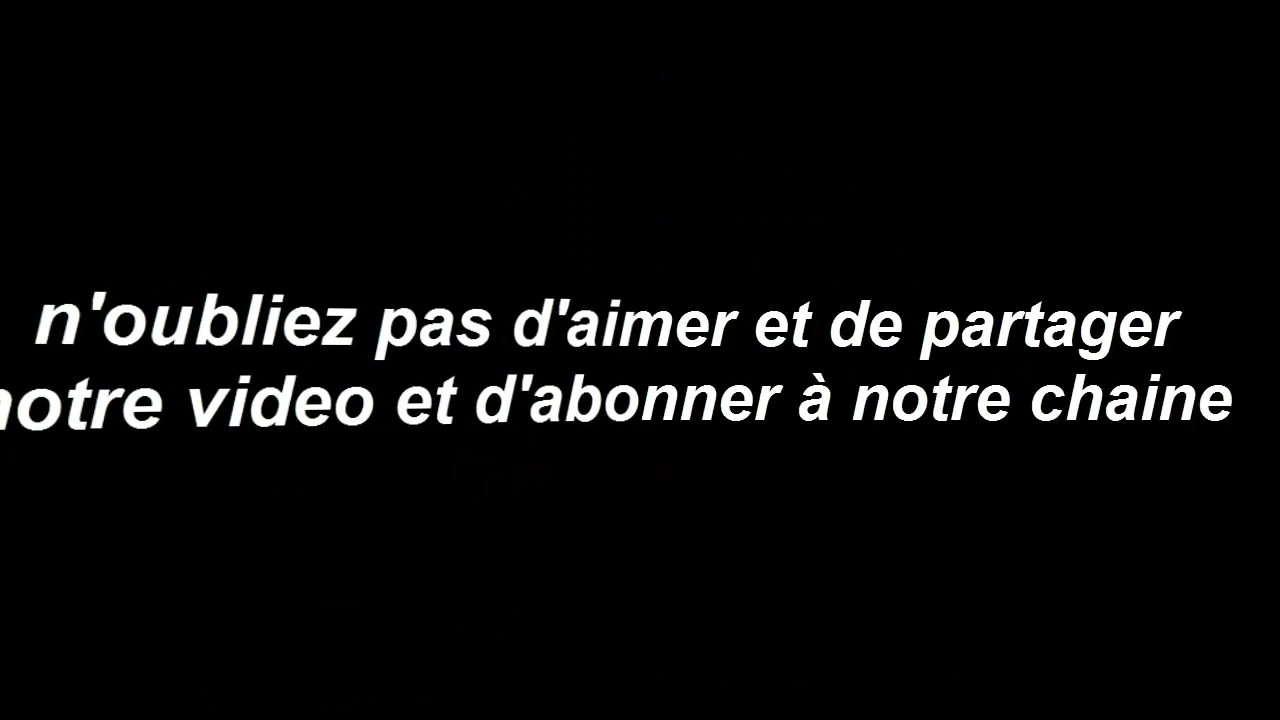 n'oubliez pas d'aimer et de partager
notre video et d'abonner à notre chaine